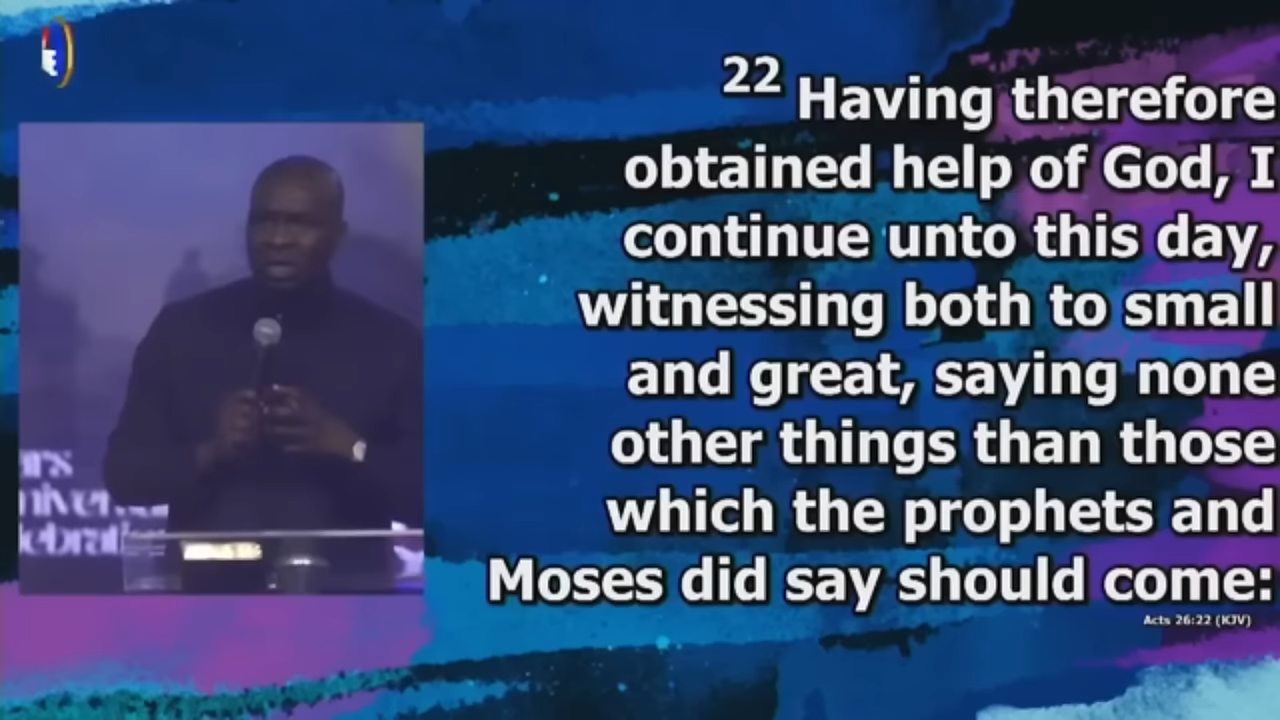 22 Having therefore
obtained help of God, I
continue unto this day,
witnessing both to small
and great, saying none
other things than those
which the prophets and
Moses did say should come:
Acts 26:22 (KJV)